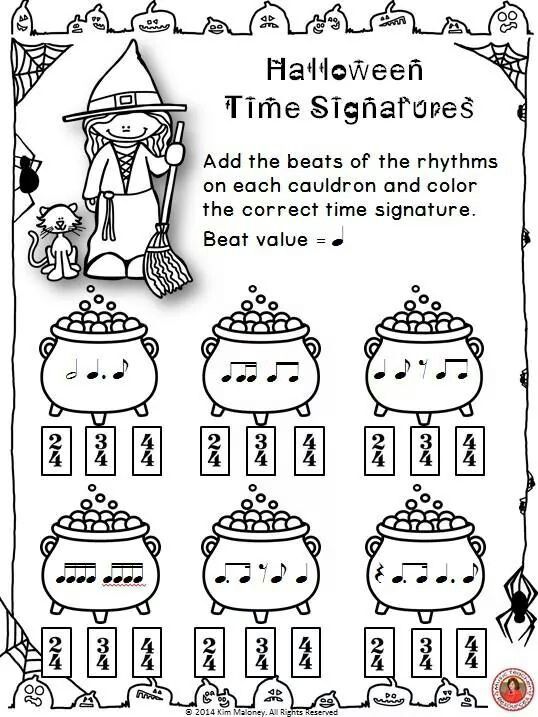 Halloween
Time Signatures
Add the beats of the rhythms
on each cauldron and color
the correct time signature.
Beat value = ♩
2/4 3/4 4/4 2/4 3/4 4/4 2/4 3/4 4/4
2/4 3/4 4/4 2/4 3/4 4/4 2/4 3/4 4/4
© 2014 Kim Maloney, All Rights Reserved